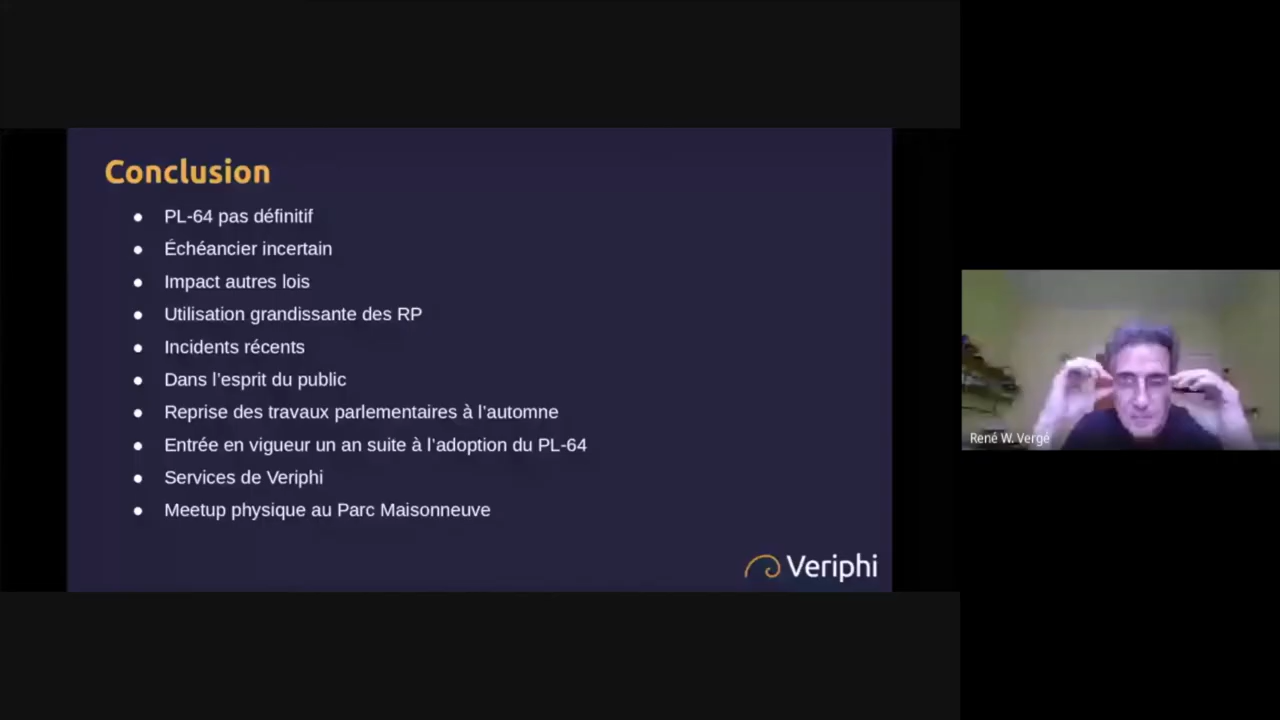 Conclusion
● PL-64 pas définitif
● Échéancier incertain
● Impact autres lois
● Utilisation grandissante des RP
● Incidents récents
● Dans l’esprit du public
● Reprise des travaux parlementaires à l’automne
● Entrée en vigueur un an suite à l’adoption du PL-64
● Services de Veriphi
● Meetup physique au Parc Maisonneuve
Veriphi
René W. Vergé